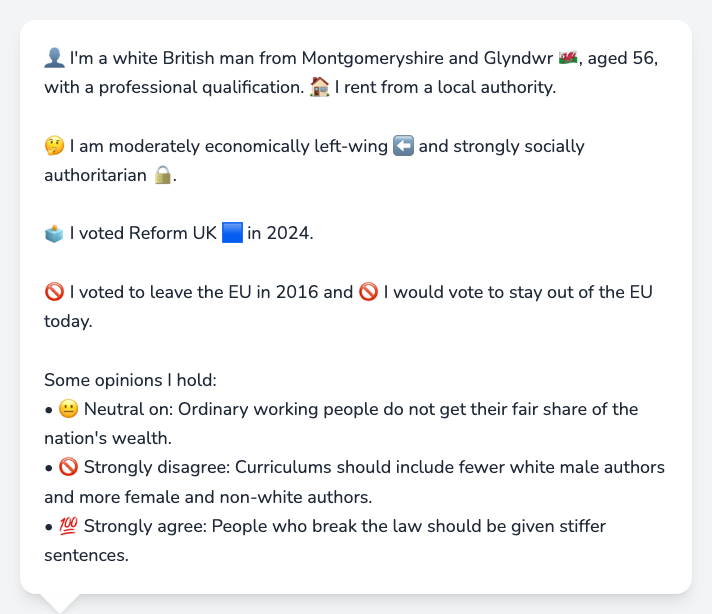 👤 I'm a white British man from Montgomeryshire and Glyndwr 🏴󠁧󠁢󠁷󠁬󠁳󠁿, aged 56,
with a professional qualification. 🏠 I rent from a local authority.
🤔 I am moderately economically left-wing ⬅️ and strongly socially
authoritarian 🔒.
🗳️ I voted Reform UK 🟦 in 2024.
🚫 I voted to leave the EU in 2016 and 🚫 I would vote to stay out of the EU
today.
Some opinions I hold:
• 😐 Neutral on: Ordinary working people do not get their fair share of the
nation's wealth.
• 🚫 Strongly disagree: Curriculums should include fewer white male authors
and more female and non-white authors.
• 💯 Strongly agree: People who break the law should be given stiffer
sentences.